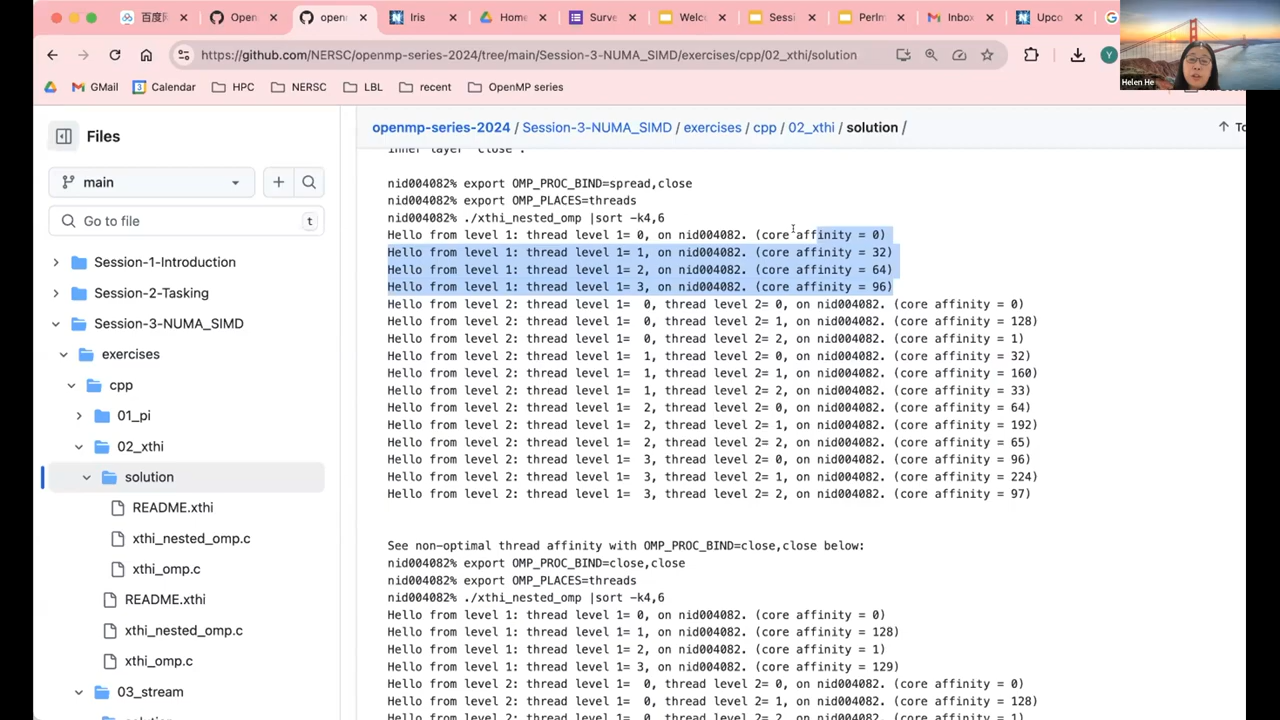 百度
Open
open
Iris
Home
Surve
Welc
Sessi
Perlm
Inbox
Upco
https://github.com/NERSC/openmp-series-2024/tree/main/Session-3-NUMA_SIMD/exercises/cpp/02_xthi/solution
Y
Helen He
GMail
Calendar
HPC
NERSC
LBL
recent
OpenMP series
Files
openmp-series-2024 / Session-3-NUMA_SIMD / exercises / cpp / 02_xthi / solution /
main
Go to file
t
Session-1-Introduction
Session-2-Tasking
Session-3-NUMA_SIMD
exercises
cpp
01_pi
02_xthi
solution
README.xthi
xthi_nested_omp.c
xthi_omp.c
README.xthi
xthi_nested_omp.c
xthi_omp.c
03_stream
inner layer "close".
nid004082% export OMP_PROC_BIND=spread,close
nid004082% export OMP_PLACES=threads
nid004082% ./xthi_nested_omp |sort -k4,6
Hello from level 1: thread level 1= 0, on nid004082. (core affinity = 0)
Hello from level 1: thread level 1= 1, on nid004082. (core affinity = 32)
Hello from level 1: thread level 1= 2, on nid004082. (core affinity = 64)
Hello from level 1: thread level 1= 3, on nid004082. (core affinity = 96)
Hello from level 2: thread level 1=  0, thread level 2= 0, on nid004082. (core affinity = 0)
Hello from level 2: thread level 1=  0, thread level 2= 1, on nid004082. (core affinity = 128)
Hello from level 2: thread level 1=  0, thread level 2= 2, on nid004082. (core affinity = 1)
Hello from level 2: thread level 1=  1, thread level 2= 0, on nid004082. (core affinity = 32)
Hello from level 2: thread level 1=  1, thread level 2= 1, on nid004082. (core affinity = 160)
Hello from level 2: thread level 1=  1, thread level 2= 2, on nid004082. (core affinity = 33)
Hello from level 2: thread level 1=  2, thread level 2= 0, on nid004082. (core affinity = 64)
Hello from level 2: thread level 1=  2, thread level 2= 1, on nid004082. (core affinity = 192)
Hello from level 2: thread level 1=  2, thread level 2= 2, on nid004082. (core affinity = 65)
Hello from level 2: thread level 1=  3, thread level 2= 0, on nid004082. (core affinity = 96)
Hello from level 2: thread level 1=  3, thread level 2= 1, on nid004082. (core affinity = 224)
Hello from level 2: thread level 1=  3, thread level 2= 2, on nid004082. (core affinity = 97)
See non-optimal thread affinity with OMP_PROC_BIND=close,close below:
nid004082% export OMP_PROC_BIND=close,close
nid004082% export OMP_PLACES=threads
nid004082% ./xthi_nested_omp |sort -k4,6
Hello from level 1: thread level 1= 0, on nid004082. (core affinity = 0)
Hello from level 1: thread level 1= 1, on nid004082. (core affinity = 128)
Hello from level 1: thread level 1= 2, on nid004082. (core affinity = 1)
Hello from level 1: thread level 1= 3, on nid004082. (core affinity = 129)
Hello from level 2: thread level 1=  0, thread level 2= 0, on nid004082. (core affinity = 0)
Hello from level 2: thread level 1=  0, thread level 2= 1, on nid004082. (core affinity = 128)
Hello from level 2: thread level 1=  0, thread level 2= 2, on nid004082. (core affinity = 1)